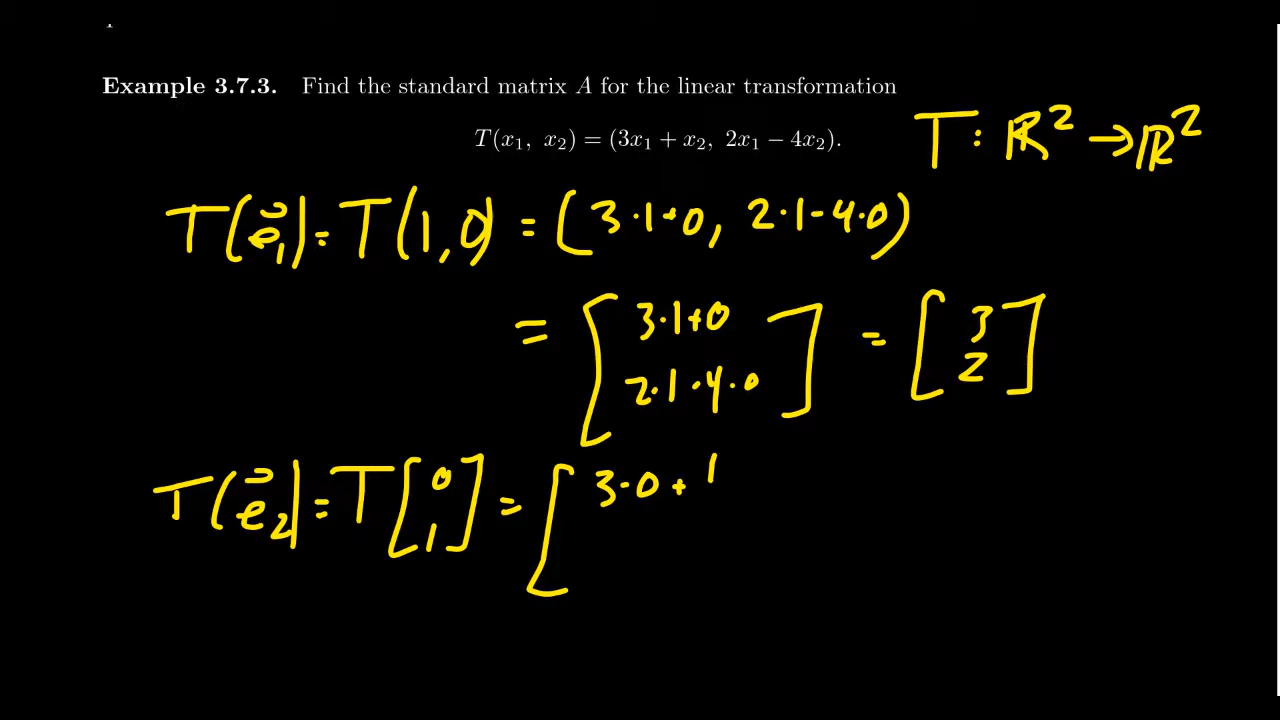 Example 3.7.3. Find the standard matrix A for the linear transformation
T(x₁, x₂) = (3x₁ + x₂, 2x₁ − 4x₂).
T : ℝ² → ℝ²
T(e⃗₁) = T(1,0) = (3·1+0, 2·1-4·0)
= [3·1+0
2·1-4·0] = [3
2]
T(e⃗₂) = T[0
1] = [3·0 + 1